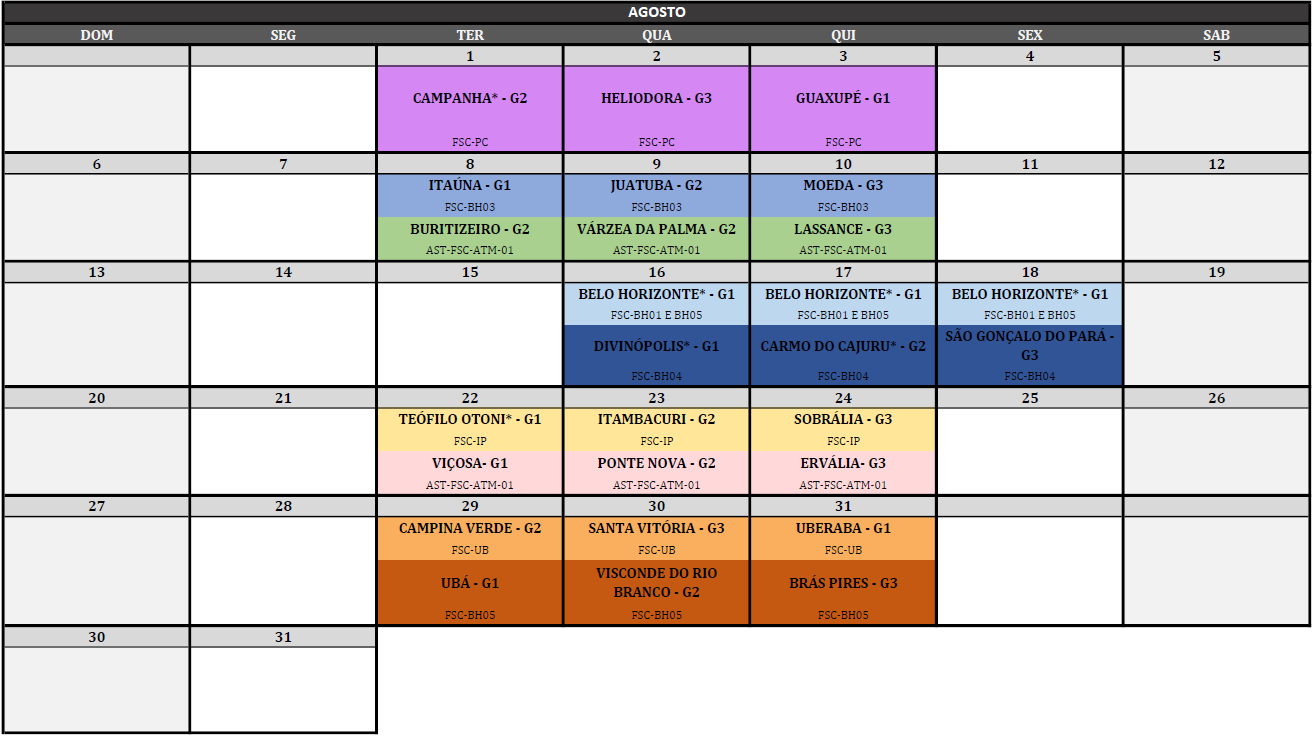 AGOSTO
DOM SEG TER QUA QUI SEX SAB
1 2 3 4 5
CAMPANHA* - G2 HELIODORA - G3 GUAXUPÉ - G1
FSC-PC FSC-PC FSC-PC
6 7 8 9 10 11 12
ITAÚNA - G1 JUATUBA - G2 MOEDA - G3
FSC-BH03 FSC-BH03 FSC-BH03
BURITIZEIRO - G2 VÁRZEA DA PALMA - G2 LASSANCE - G3
AST-FSC-ATM-01 AST-FSC-ATM-01 AST-FSC-ATM-01
13 14 15 16 17 18 19
BELO HORIZONTE* - G1 BELO HORIZONTE* - G1 BELO HORIZONTE* - G1
FSC-BH01 E BH05 FSC-BH01 E BH05 FSC-BH01 E BH05
DIVINÓPOLIS* - G1 CARMO DO CAJURU* - G2 SÃO GONÇALO DO PARÁ -
G3
FSC-BH04 FSC-BH04 FSC-BH04
20 21 22 23 24 25 26
TEÓFILO OTONI* - G1 ITAMBACURI - G2 SOBRÁLIA - G3
FSC-IP FSC-IP FSC-IP
VIÇOSA- G1 PONTE NOVA - G2 ERVÁLIA- G3
AST-FSC-ATM-01 AST-FSC-ATM-01 AST-FSC-ATM-01
27 28 29 30 31
CAMPINA VERDE - G2 SANTA VITÓRIA - G3 UBERABA - G1
FSC-UB FSC-UB FSC-UB
UBÁ - G1 VISCONDE DO RIO
BRANCO - G2 BRÁS PIRES - G3
FSC-BH05 FSC-BH05 FSC-BH05
30 31